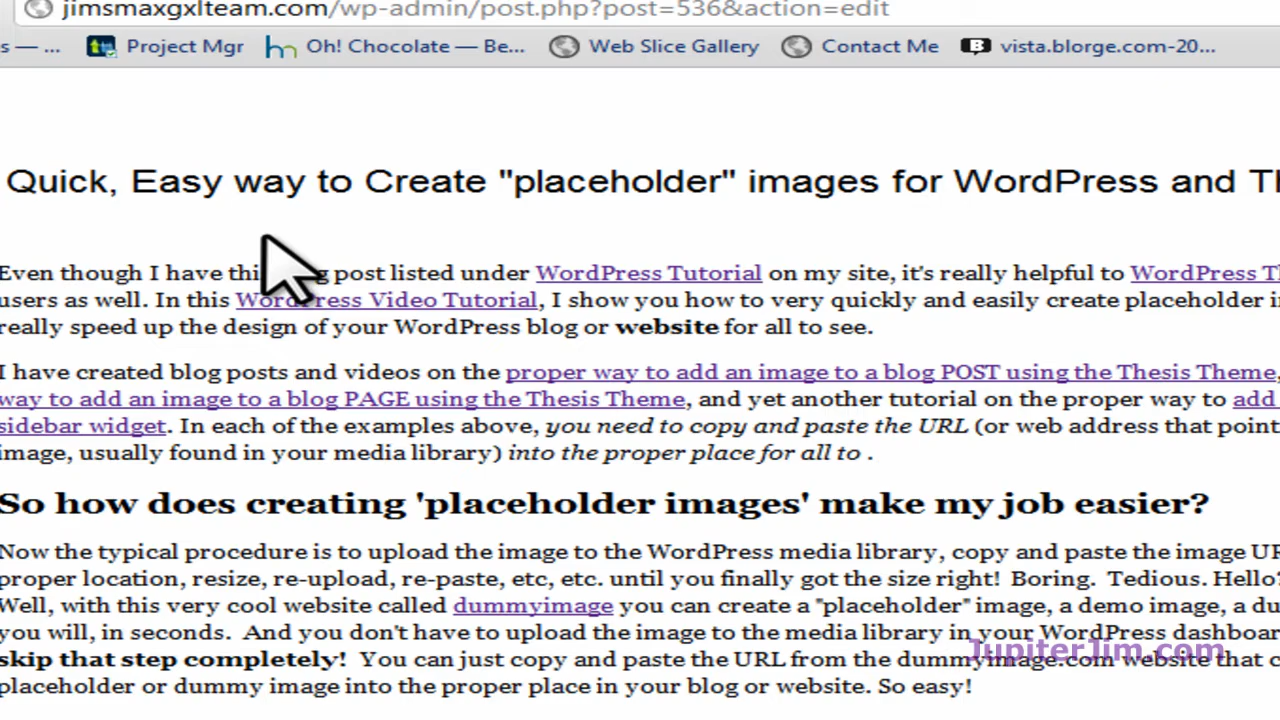 jimsmaxgxlteam.com/wp-admin/post.php?post=536&action=edit
s — ... Project Mgr Oh! Chocolate — Be... Web Slice Gallery Contact Me vista.blorge.com-20...
Quick, Easy way to Create "placeholder" images for WordPress and
Even though I have post listed under WordPress Tutorial on my site, it's really helpful to WordPress
users as well. In this WordPress Video Tutorial, I show you how to very quickly and easily create placeholder
really speed up the design of your WordPress blog or website for all to see.
I have created blog posts and videos on the proper way to add an image to a blog POST using the Thesis Theme,
way to add an image to a blog PAGE using the Thesis Theme, and yet another tutorial on the proper way to add
sidebar widget. In each of the examples above, you need to copy and paste the URL (or web address that point
image, usually found in your media library) into the proper place for all to .
So how does creating 'placeholder images' make my job easier?
Now the typical procedure is to upload the image to the WordPress media library, copy and paste the image
proper location, resize, re-upload, re-paste, etc, etc. until you finally got the size right! Boring. Tedious. Hello?
Well, with this very cool website called dummyimage you can create a "placeholder" image, a demo image, a
you will, in seconds. And you don't have to upload the image to the media library in your WordPress
skip that step completely! You can just copy and paste the URL from the dummyimage.com website that
placeholder or dummy image into the proper place in your blog or website. So easy!
JupiterJim.com